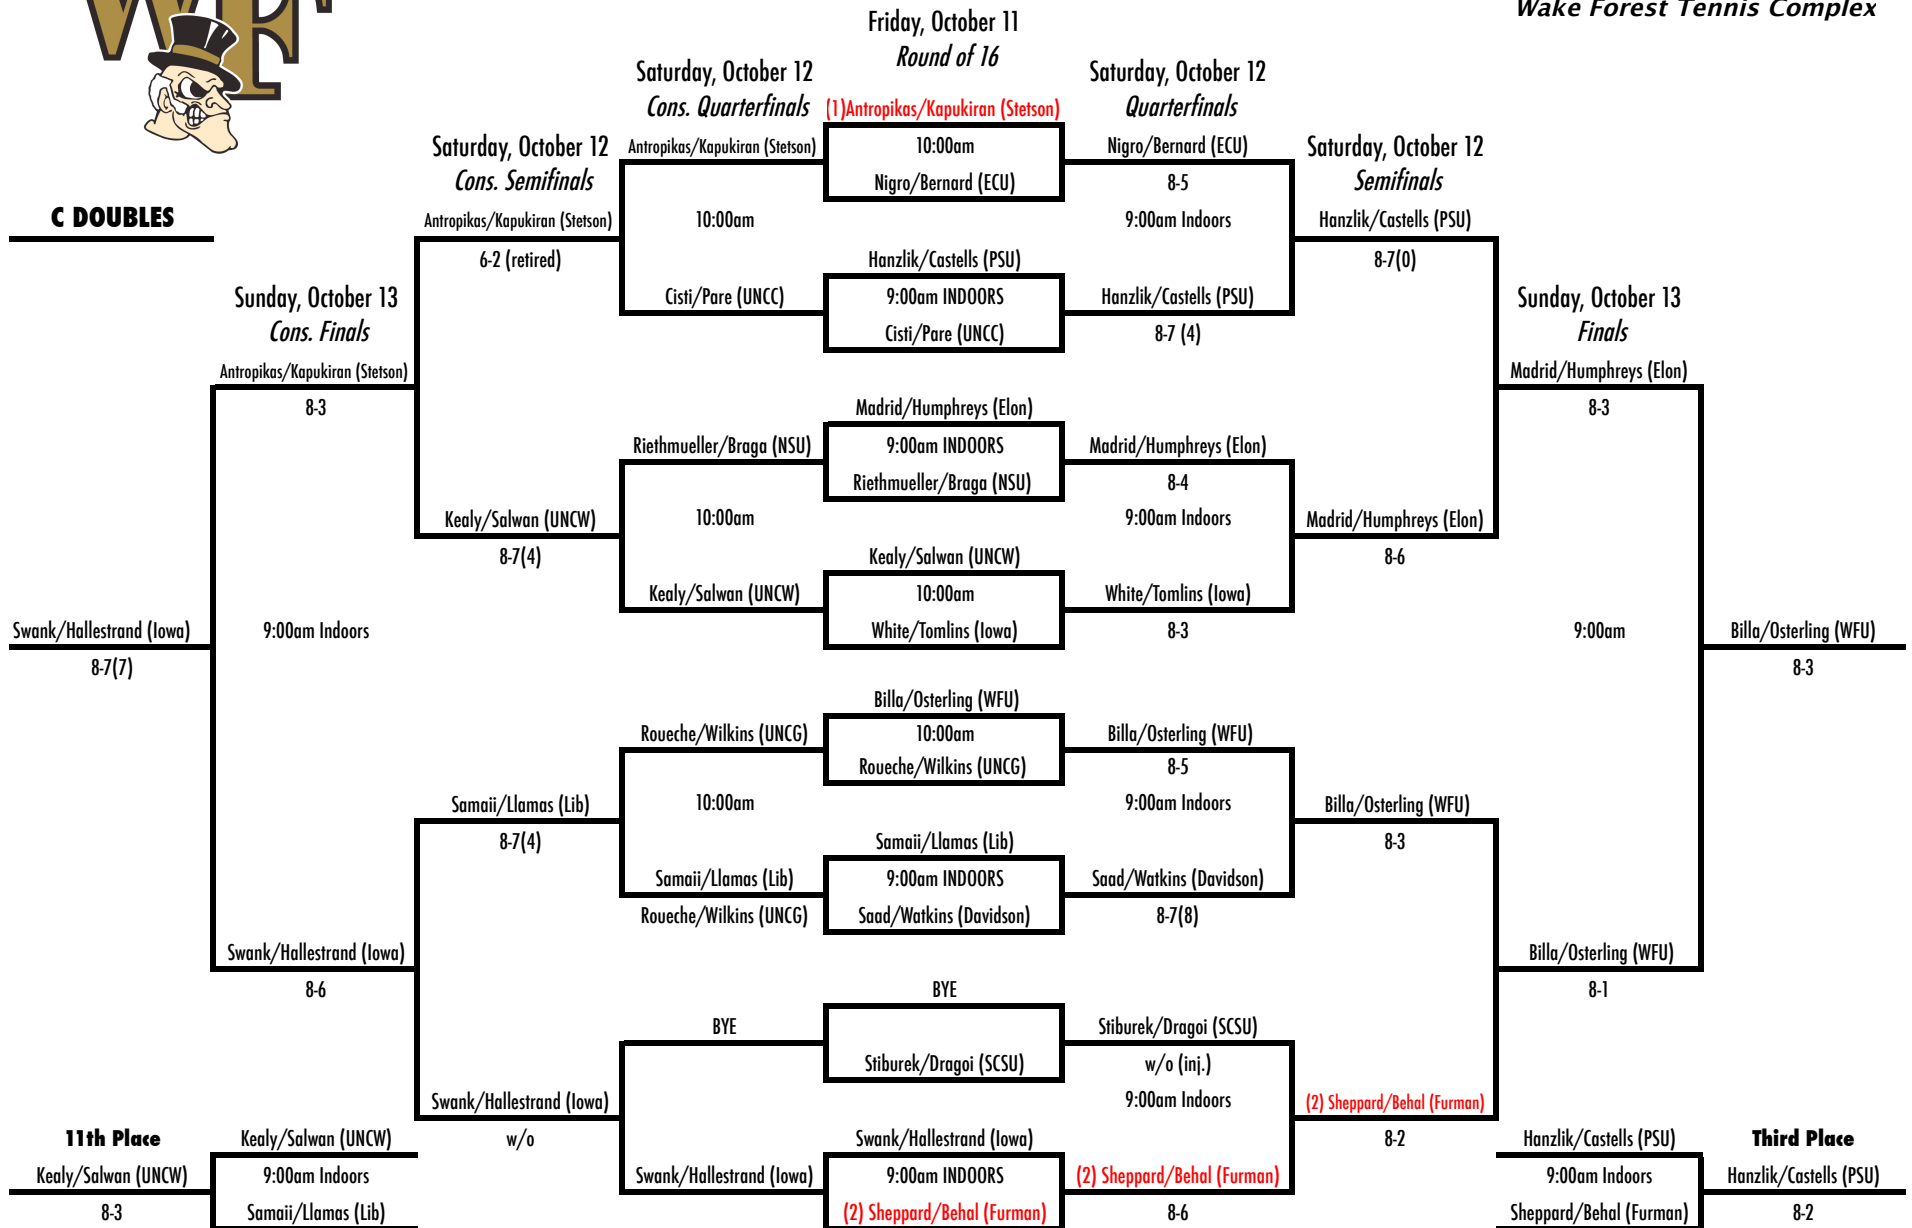 WF
Wake Forest Tennis Complex
Friday, October 11
Round of 16
Saturday, October 12
Cons. Quarterfinals
Saturday, October 12
Quarterfinals
(1)Antropikas/Kapukiran (Stetson)
Saturday, October 12
Cons. Semifinals
Antropikas/Kapukiran (Stetson)
10:00am
Nigro/Bernard (ECU)
Saturday, October 12
Semifinals
Nigro/Bernard (ECU)
8-5
C DOUBLES
Antropikas/Kapukiran (Stetson)
10:00am
9:00am Indoors
Hanzlik/Castells (PSU)
6-2 (retired)
Hanzlik/Castells (PSU)
8-7(0)
Sunday, October 13
Cons. Finals
Cisti/Pare (UNCC)
9:00am INDOORS
Hanzlik/Castells (PSU)
Sunday, October 13
Finals
Cisti/Pare (UNCC)
8-7 (4)
Antropikas/Kapukiran (Stetson)
Madrid/Humphreys (Elon)
8-3
Madrid/Humphreys (Elon)
8-3
Riethmueller/Braga (NSU)
9:00am INDOORS
Madrid/Humphreys (Elon)
Riethmueller/Braga (NSU)
8-4
Kealy/Salwan (UNCW)
10:00am
9:00am Indoors
Madrid/Humphreys (Elon)
8-7(4)
Kealy/Salwan (UNCW)
8-6
Kealy/Salwan (UNCW)
10:00am
White/Tomlins (Iowa)
Swank/Hallestrand (Iowa)
9:00am Indoors
White/Tomlins (Iowa)
8-3
9:00am
Billa/Osterling (WFU)
8-7(7)
8-3
Billa/Osterling (WFU)
Roueche/Wilkins (UNCG)
10:00am
Billa/Osterling (WFU)
Roueche/Wilkins (UNCG)
8-5
Samaii/Llamas (Lib)
10:00am
9:00am Indoors
Billa/Osterling (WFU)
8-7(4)
Samaii/Llamas (Lib)
8-3
Samaii/Llamas (Lib)
9:00am INDOORS
Saad/Watkins (Davidson)
Roueche/Wilkins (UNCG)
Saad/Watkins (Davidson)
8-7(8)
Swank/Hallestrand (Iowa)
Billa/Osterling (WFU)
8-6
BYE
8-1
BYE
Stiburek/Dragoi (SCSU)
Stiburek/Dragoi (SCSU)
w/o (inj.)
Swank/Hallestrand (Iowa)
9:00am Indoors
(2) Sheppard/Behal (Furman)
11th Place
Kealy/Salwan (UNCW)
w/o
Swank/Hallestrand (Iowa)
8-2
Hanzlik/Castells (PSU)
Third Place
Kealy/Salwan (UNCW)
9:00am Indoors
Swank/Hallestrand (Iowa)
9:00am INDOORS
(2) Sheppard/Behal (Furman)
9:00am Indoors
Hanzlik/Castells (PSU)
8-3
Samaii/Llamas (Lib)
(2) Sheppard/Behal (Furman)
8-6
Sheppard/Behal (Furman)
8-2